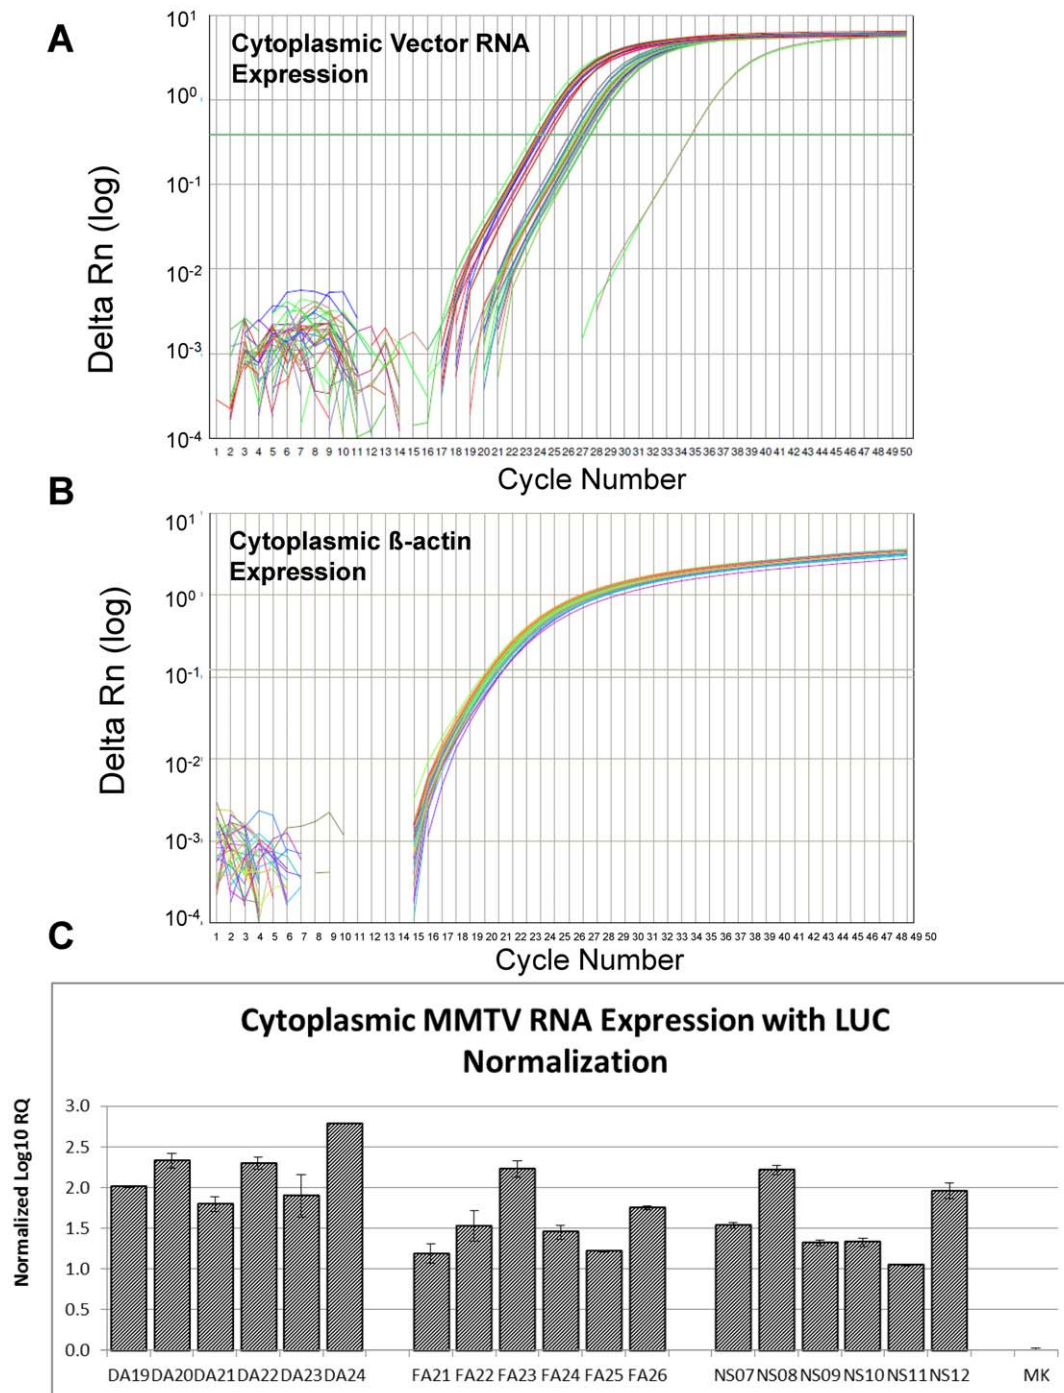 A
Cytoplasmic Vector RNA
Expression
Delta Rn (log)
10¹
10⁰
10⁻¹
10⁻²
10⁻³
10⁻⁴
1 2 3 4 5 6 7 8 9 10 11 12 13 14 15 16 17 18 19 20 21 22 23 24 25 26 27 28 29 30 31 32 33 34 35 36 37 38 39 40 41 42 43 44 45 46 47 48 49 50
Cycle Number
B
Cytoplasmic ß-actin
Expression
Delta Rn (log)
10¹
10⁰
10⁻¹
10⁻²
10⁻³
10⁻⁴
1 2 3 4 5 6 7 8 9 10 11 12 13 14 15 16 17 18 19 20 21 22 23 24 25 26 27 28 29 30 31 32 33 34 35 36 37 38 39 40 41 42 43 44 45 46 47 48 49 50
Cycle Number
C
Cytoplasmic MMTV RNA Expression with LUC
Normalization
Normalized Log10 RQ
3.0
2.5
2.0
1.5
1.0
0.5
0.0
DA19 DA20 DA21 DA22 DA23 DA24 FA21 FA22 FA23 FA24 FA25 FA26 NS07 NS08 NS09 NS10 NS11 NS12 MK